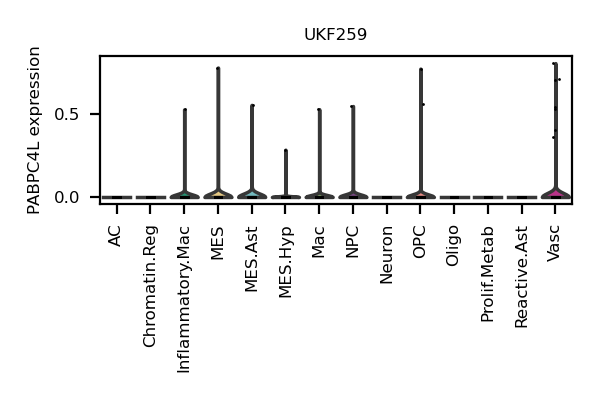 UKF259
PABPC4L expression
0.5
0.0
AC
Chromatin.Reg
Inflammatory.Mac
MES
MES.Ast
MES.Hyp
Mac
NPC
Neuron
OPC
Oligo
Prolif.Metab
Reactive.Ast
Vasc